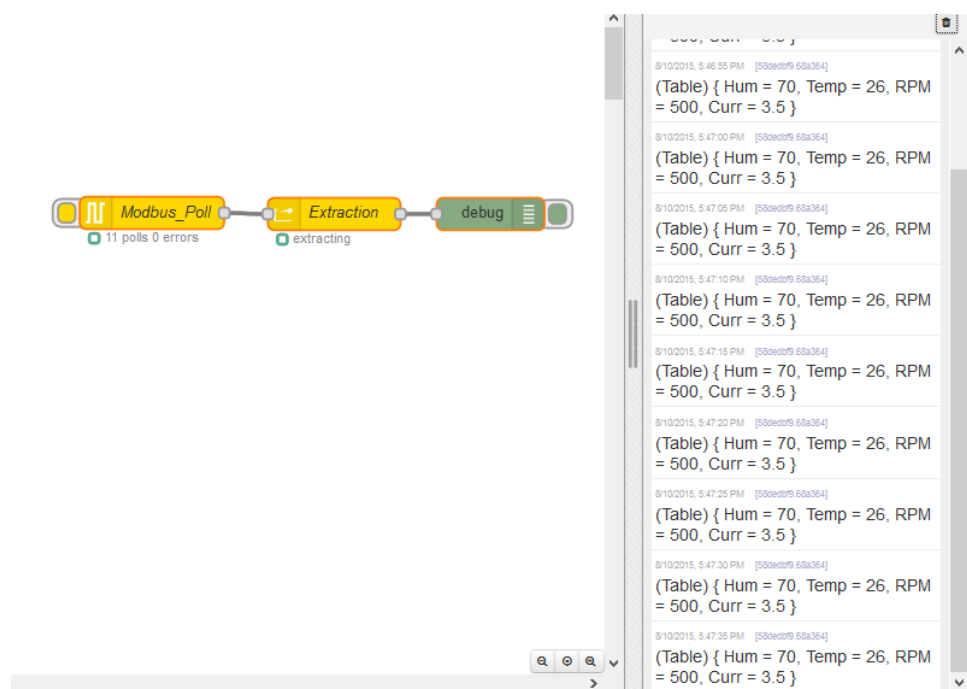 Modbus_Poll
11 polls 0 errors
Extraction
extracting
debug
8/10/2015, 5:46:55 PM [58dedbf9.68a364]
(Table) { Hum = 70, Temp = 26, RPM
= 500, Curr = 3.5 }
8/10/2015, 5:47:00 PM [58dedbf9.68a364]
(Table) { Hum = 70, Temp = 26, RPM
= 500, Curr = 3.5 }
8/10/2015, 5:47:05 PM [58dedbf9.68a364]
(Table) { Hum = 70, Temp = 26, RPM
= 500, Curr = 3.5 }
8/10/2015, 5:47:10 PM [58dedbf9.68a364]
(Table) { Hum = 70, Temp = 26, RPM
= 500, Curr = 3.5 }
8/10/2015, 5:47:15 PM [58dedbf9.68a364]
(Table) { Hum = 70, Temp = 26, RPM
= 500, Curr = 3.5 }
8/10/2015, 5:47:20 PM [58dedbf9.68a364]
(Table) { Hum = 70, Temp = 26, RPM
= 500, Curr = 3.5 }
8/10/2015, 5:47:25 PM [58dedbf9.68a364]
(Table) { Hum = 70, Temp = 26, RPM
= 500, Curr = 3.5 }
8/10/2015, 5:47:30 PM [58dedbf9.68a364]
(Table) { Hum = 70, Temp = 26, RPM
= 500, Curr = 3.5 }
8/10/2015, 5:47:35 PM [58dedbf9.68a364]
(Table) { Hum = 70, Temp = 26, RPM
= 500, Curr = 3.5 }